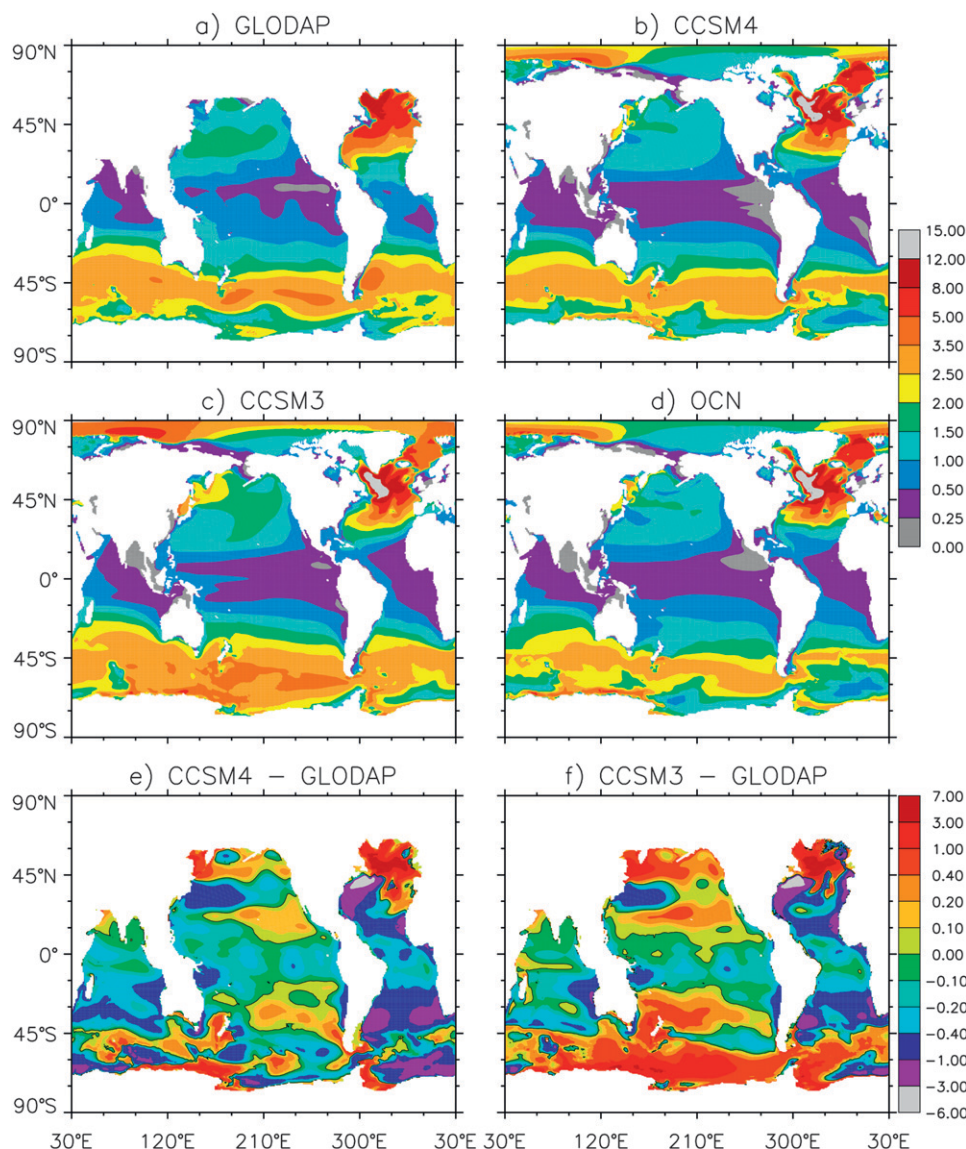 a) GLODAP
b) CCSM4
90°N
45°N
0°
45°S
90°S
15.00
12.00
8.00
5.00
3.50
2.50
2.00
1.50
1.00
0.50
0.25
0.00
c) CCSM3
d) OCN
90°N
45°N
0°
45°S
90°S
e) CCSM4 – GLODAP
f) CCSM3 – GLODAP
90°N
45°N
0°
45°S
90°S
7.00
3.00
1.00
0.40
0.20
0.10
0.00
−0.10
−0.20
−0.40
−1.00
−3.00
−6.00
30°E 120°E 210°E 300°E 30°E
30°E 120°E 210°E 300°E 30°E